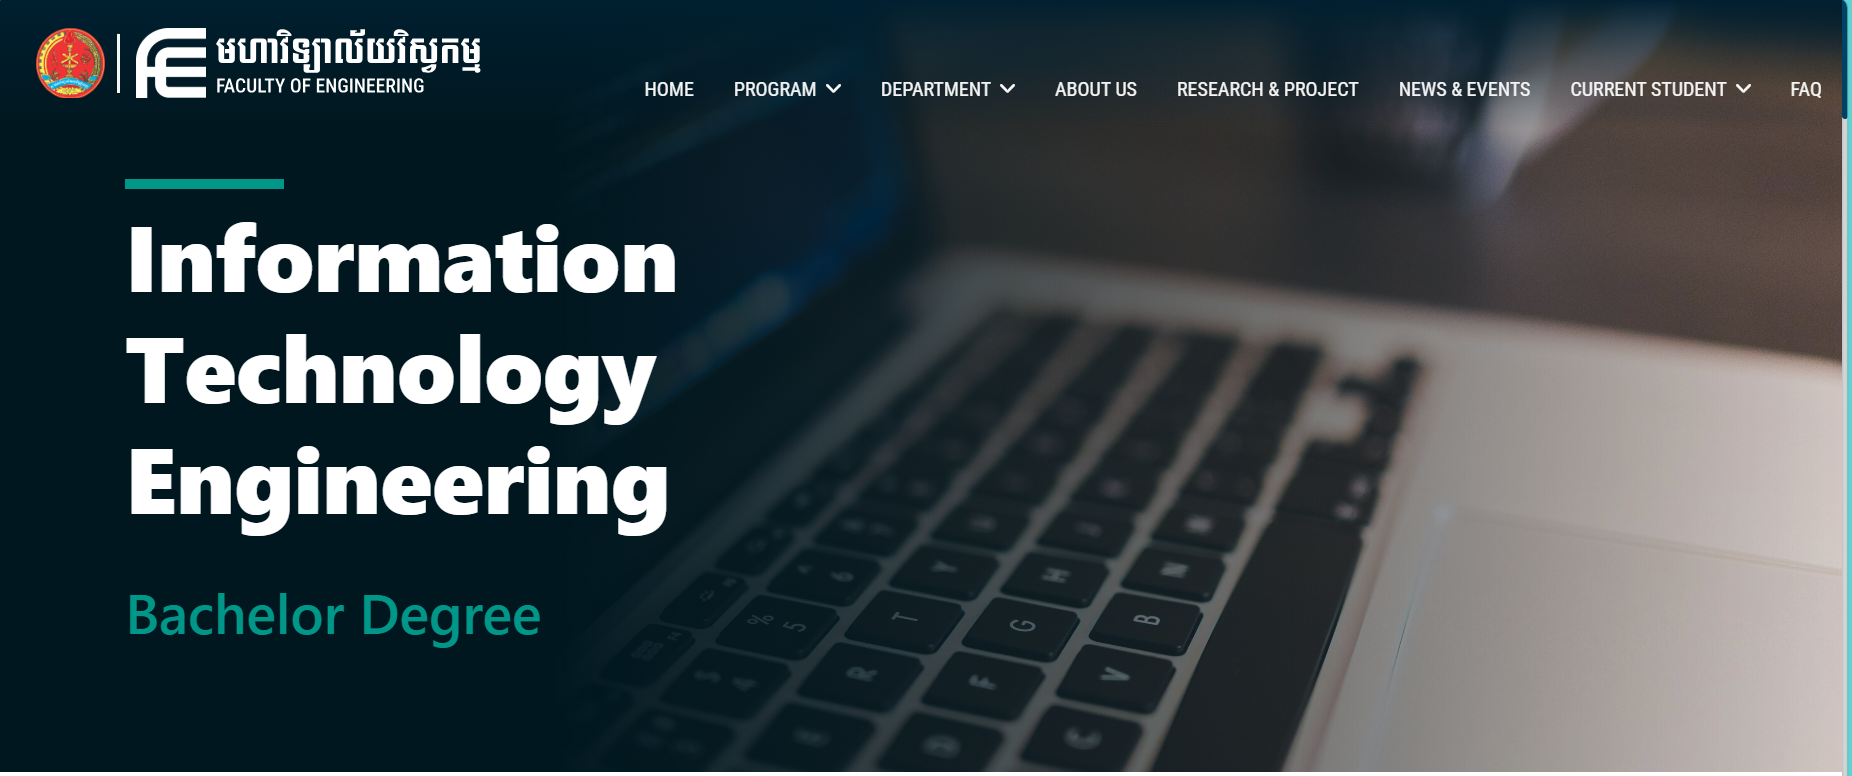 មហាវិទ្យាល័យវិស្វកម្ម
FACULTY OF ENGINEERING
HOME PROGRAM DEPARTMENT ABOUT US RESEARCH & PROJECT NEWS & EVENTS CURRENT STUDENT FAQ
Information
Technology
Engineering
Bachelor Degree